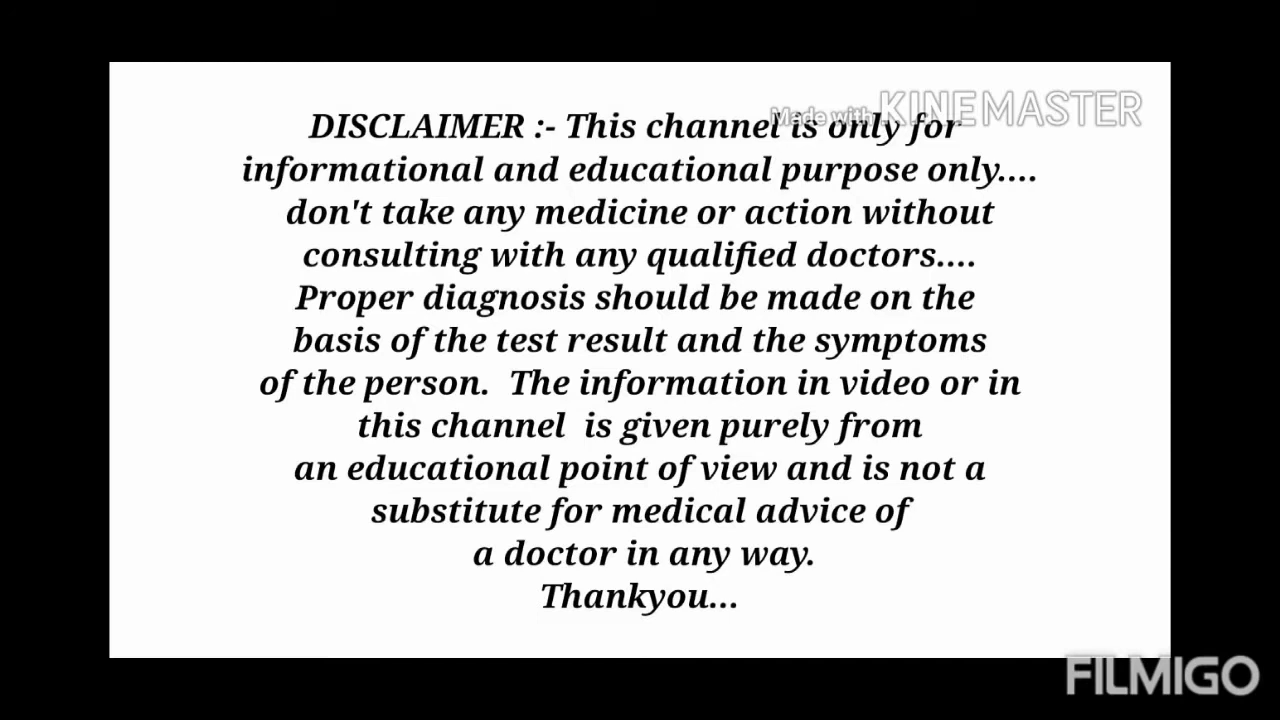 Made with KINEMASTER
DISCLAIMER :- This channel is only for
informational and educational purpose only....
don't take any medicine or action without
consulting with any qualified doctors....
Proper diagnosis should be made on the
basis of the test result and the symptoms
of the person.  The information in video or in
this channel  is given purely from
an educational point of view and is not a
substitute for medical advice of
a doctor in any way.
Thankyou...
FILMIGO